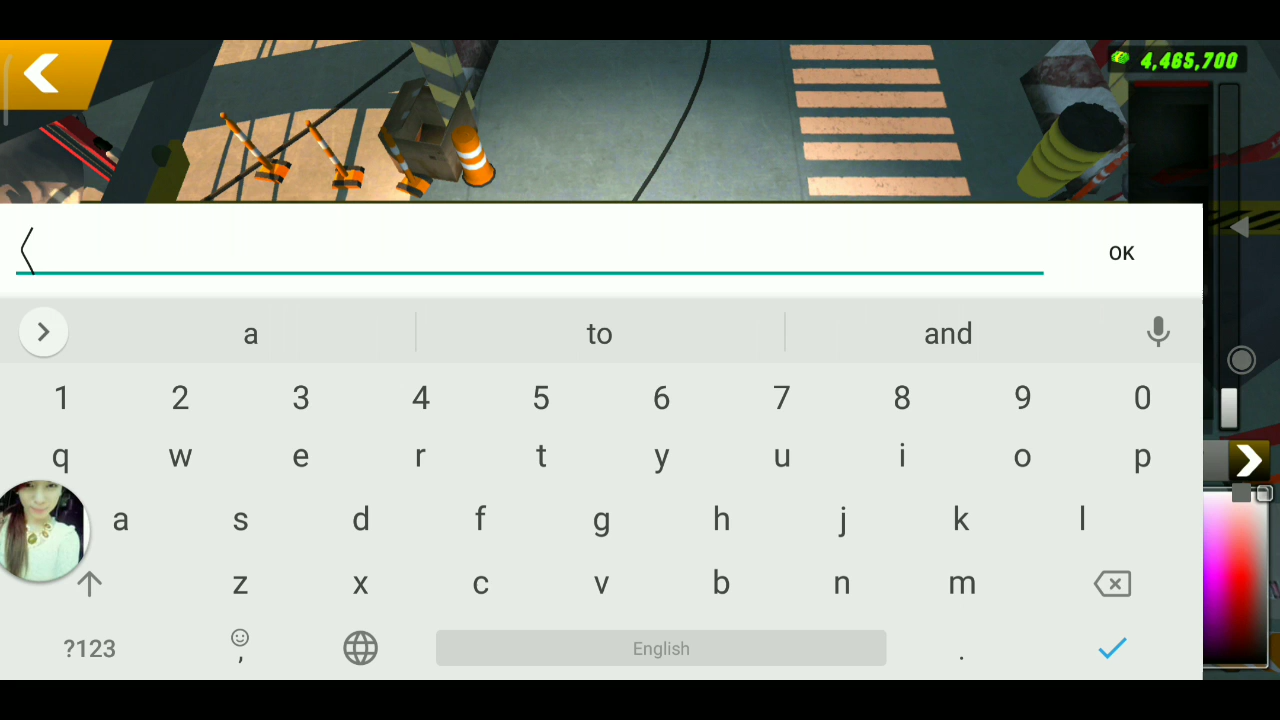 4,465,700
〈
OK
a to and
1 2 3 4 5 6 7 8 9 0
q w e r t y u i o p
a s d f g h j k l
z x c v b n m
?123 , English .